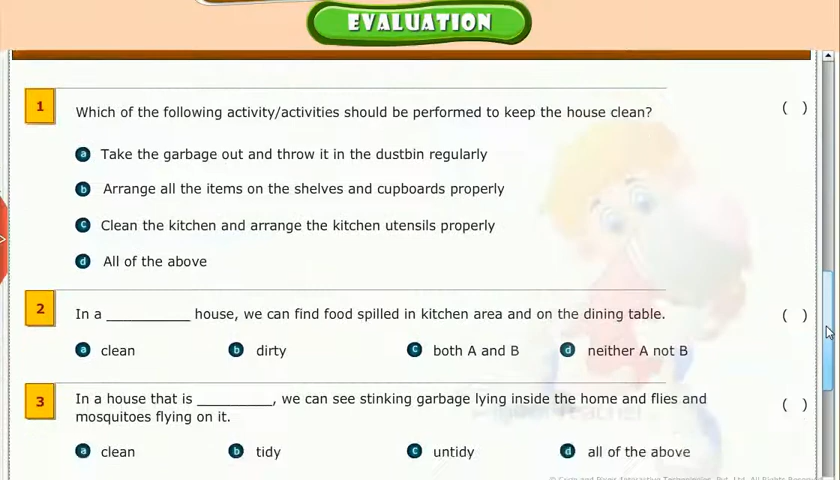 EVALUATION
1 Which of the following activity/activities should be performed to keep the house clean? ( )
a Take the garbage out and throw it in the dustbin regularly
b Arrange all the items on the shelves and cupboards properly
c Clean the kitchen and arrange the kitchen utensils properly
d All of the above
2 In a __________ house, we can find food spilled in kitchen area and on the dining table. ( )
a clean b dirty c both A and B d neither A not B
3 In a house that is _________, we can see stinking garbage lying inside the home and flies and ( )
mosquitoes flying on it.
a clean b tidy c untidy d all of the above